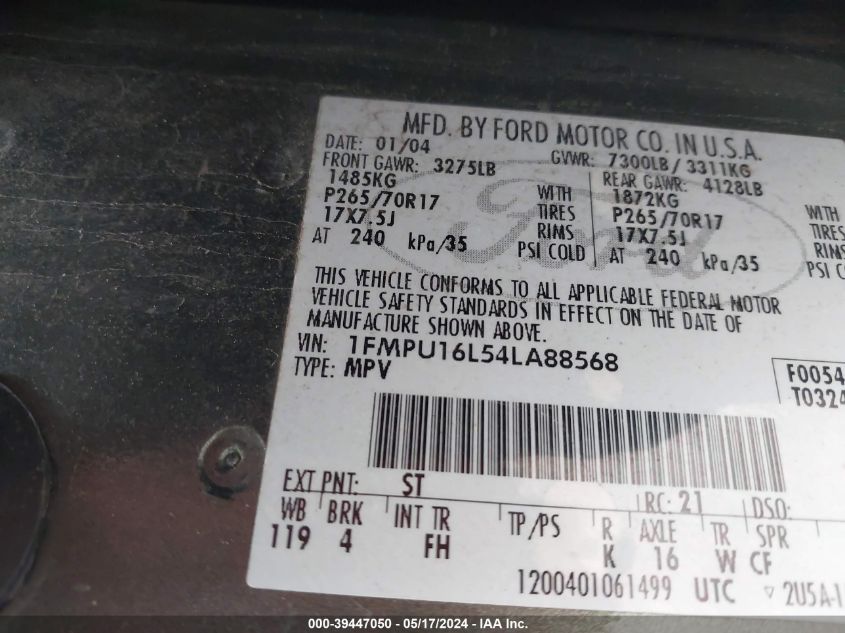 MFD. BY FORD MOTOR CO. IN U.S.A.
DATE: 01/04 GVWR: 7300LB / 3311KG
FRONT GAWR: 3275LB REAR GAWR: 4128LB
1485KG WITH 1872KG WITH
P265/70R17 TIRES P265/70R17 TIRES
17X7.5J RIMS 17X7.5J RIMS
AT 240 kPa/35 PSI COLD AT 240 kPa/35 PSI C
Ford
THIS VEHICLE CONFORMS TO ALL APPLICABLE FEDERAL MOTOR
VEHICLE SAFETY STANDARDS IN EFFECT ON THE DATE OF
MANUFACTURE SHOWN ABOVE.
VIN: 1FMPU16L54LA88568
TYPE: MPV
F0054
T0324
EXT PNT: ST RC: 21 DSO:
WB BRK INT TR TP/PS R AXLE TR SPR
119 4 FH K 16 W CF
1200401061499 UTC ▿ 2U5A-1
000-39447050 - 05/17/2024 - IAA Inc.